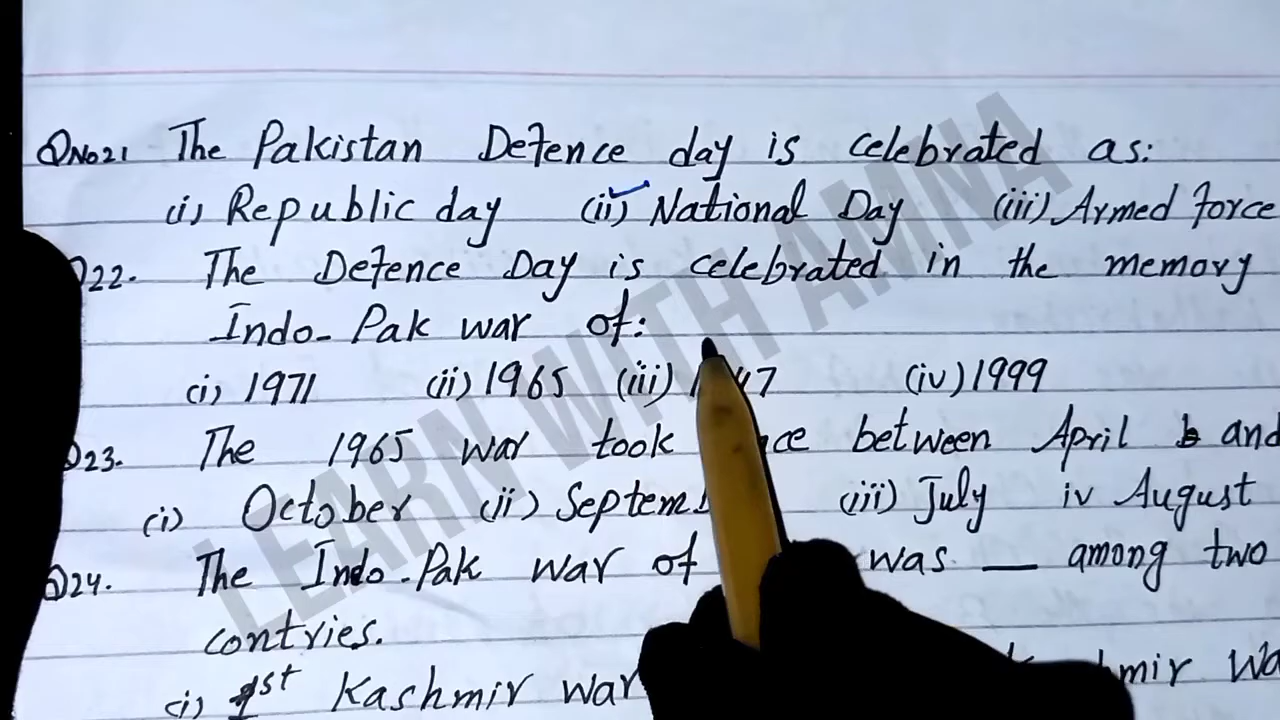 QNo21 The Pakistan Defence day is celebrated as:
(i) Republic day (ii) National Day (iii) Armed force
22. The Defence Day is celebrated in the memory
Indo-Pak war of:
(i) 1971 (ii) 1965 (iii) (iv) 1999
Q23. The 1965 war took between April and
(i) October (ii) Septem (iii) July iv August
Q24. The Indo-Pak war of was __ among two
contries.
(i) 1st Kashmir war
LEARN WITH AMNA